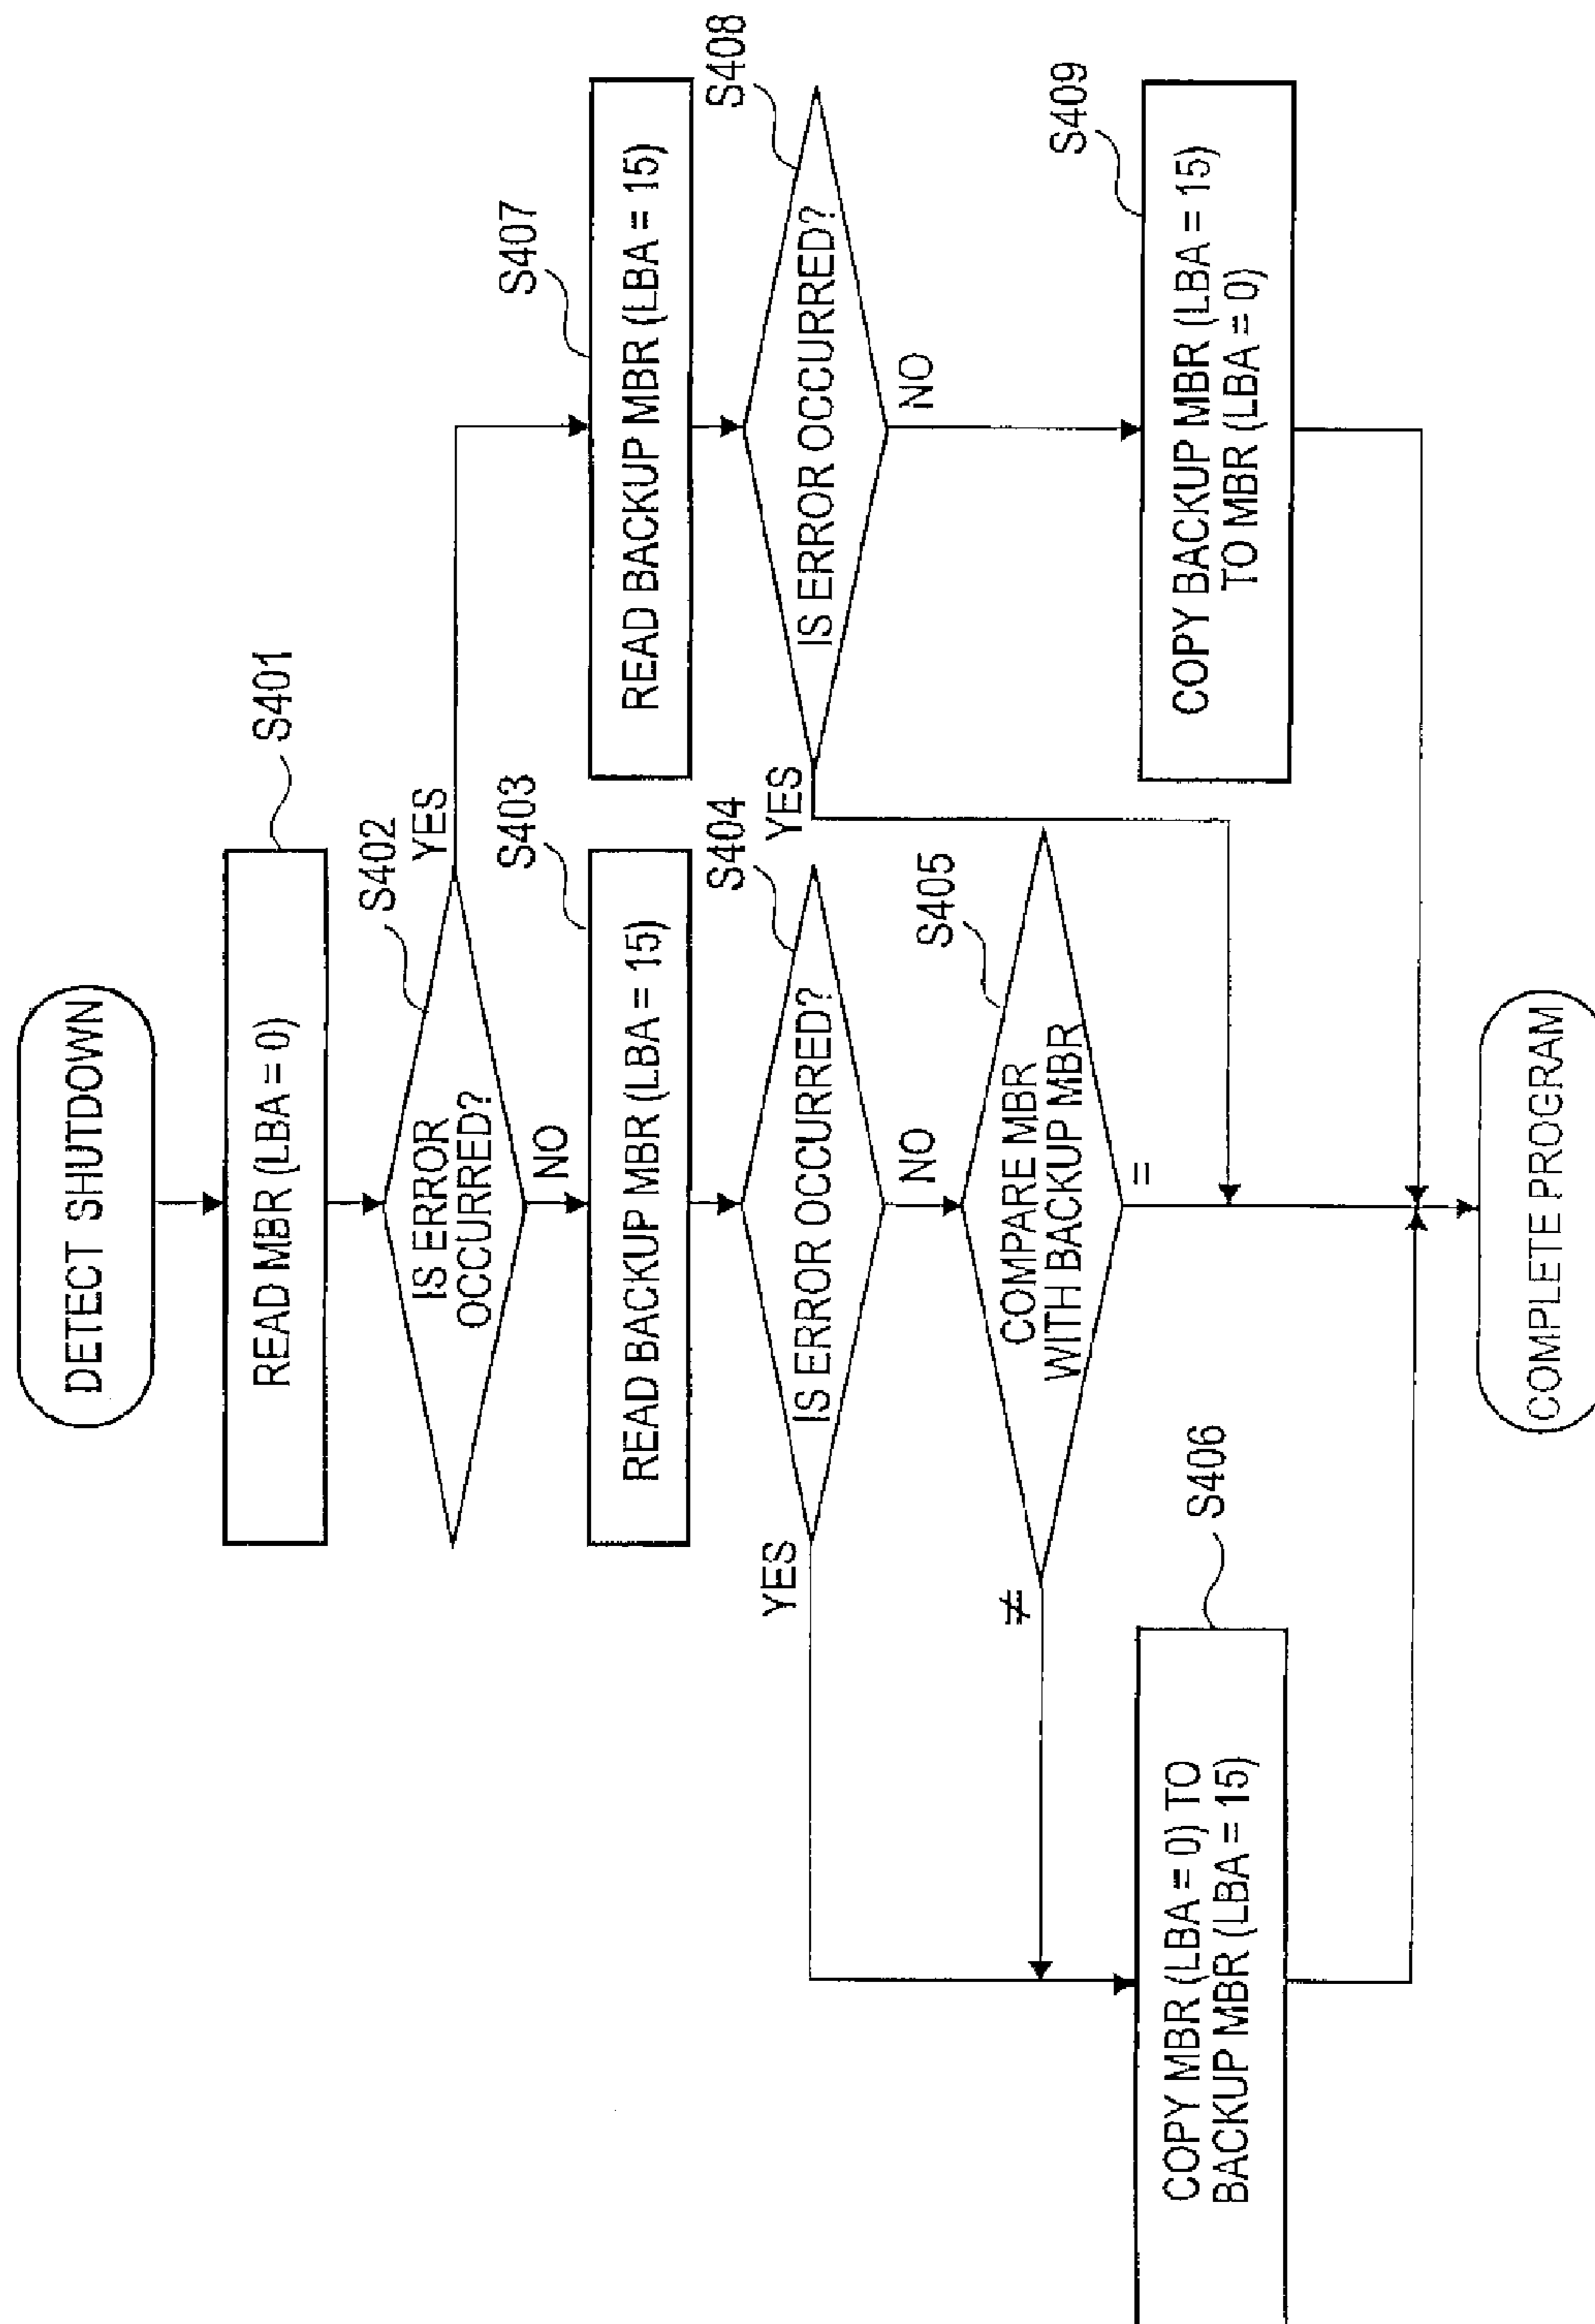 DETECT SHUTDOWN
READ MBR (LBA = 0)
S401
IS ERROR
OCCURRED?
S402
YES
NO
READ BACKUP MBR (LBA = 15)
S403
READ BACKUP MBR (LBA = 15)
S407
IS ERROR OCCURRED?
S404
YES
NO
IS ERROR OCCURRED?
S408
YES
NO
COMPARE MBR
WITH BACKUP MBR
S405
≠
=
COPY MBR (LBA = 0) TO
BACKUP MBR (LBA = 15)
S406
COPY BACKUP MBR (LBA = 15)
TO MBR (LBA = 0)
S409
COMPLETE PROGRAM